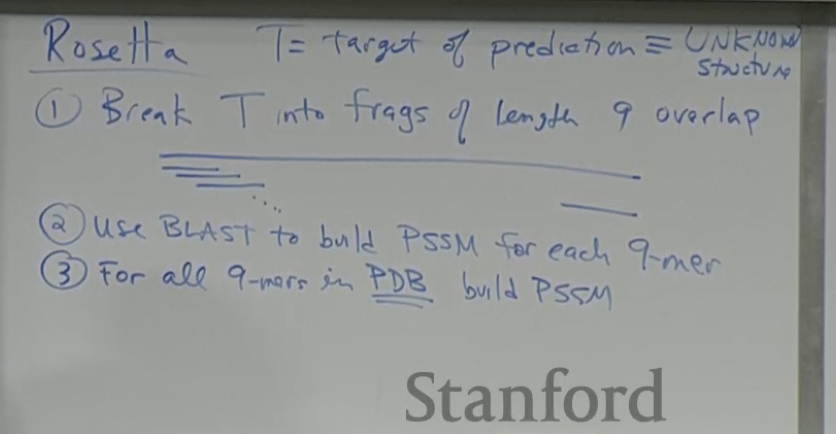 Rosetta T = target of prediction ≡ UNKNOWN
structure
① Break T into frags of length 9 overlap
② Use BLAST to build PSSM for each 9-mer
③ For all 9-mers in PDB build PSSM
Stanford